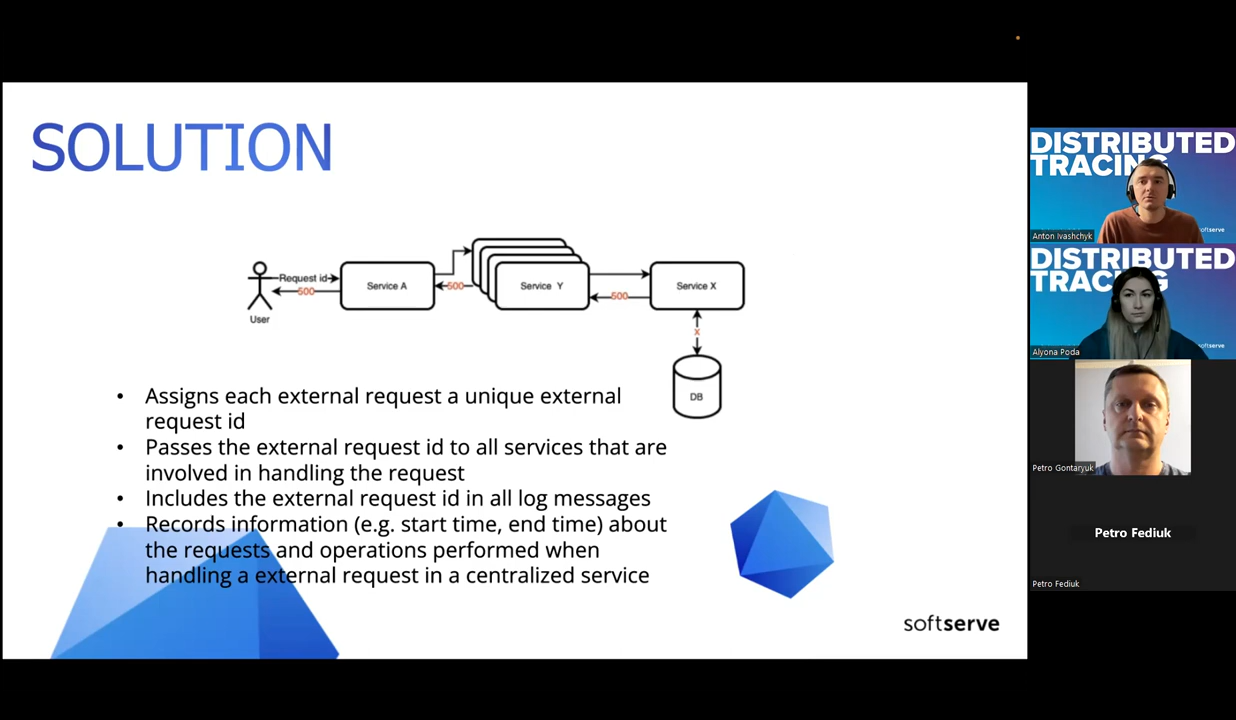 SOLUTION
Request id
500
User
Service A
500
Service Y
500
Service X
x
DB
• Assigns each external request a unique external
request id
• Passes the external request id to all services that are
involved in handling the request
• Includes the external request id in all log messages
• Records information (e.g. start time, end time) about
the requests and operations performed when
handling a external request in a centralized service
softserve
DISTRIBUTED
TRACING
softserve
Anton Ivashchyk
DISTRIBUTED
TRACING
softserve
Alyona Poda
Petro Gontaryuk
Petro Fediuk
Petro Fediuk